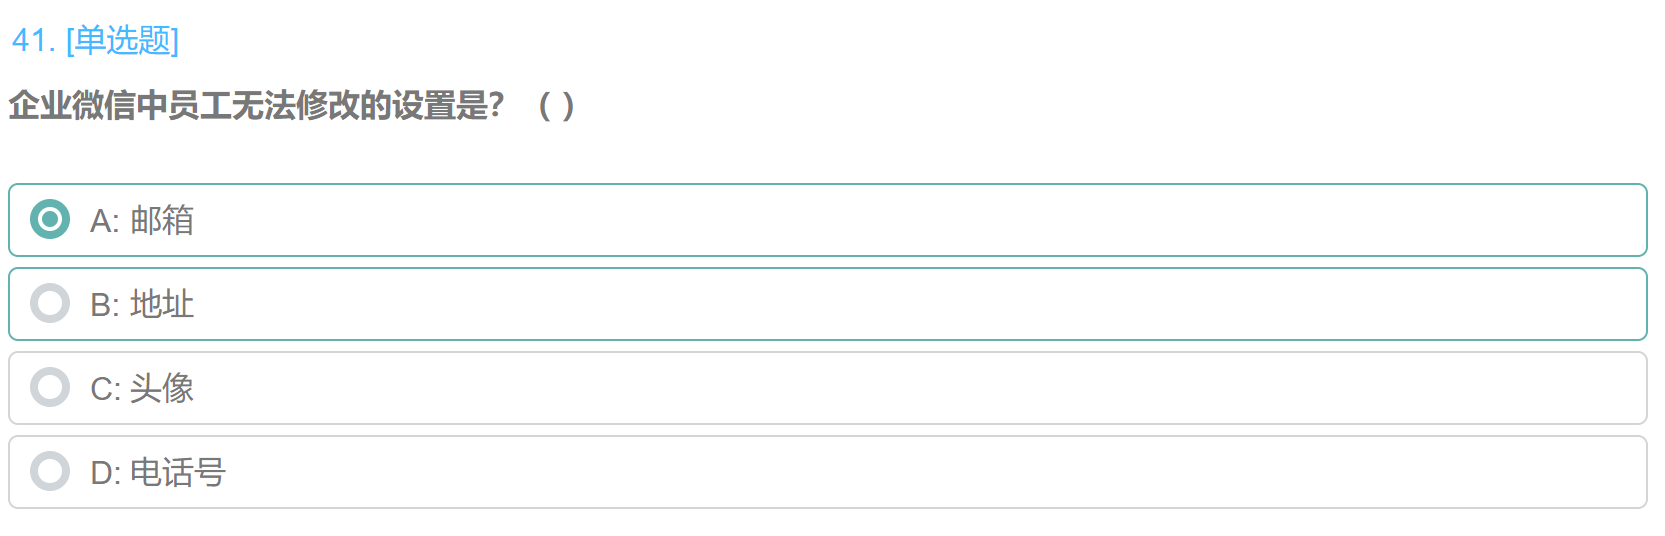 41. [单选题]
企业微信中员工无法修改的设置是？（ ）
A: 邮箱
B: 地址
C: 头像
D: 电话号